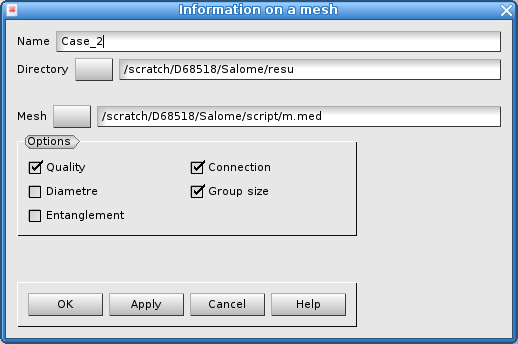 Information on a mesh
Name Case_2
Directory /scratch/D68518/Salome/resu
Mesh /scratch/D68518/Salome/script/m.med
Options
Quality Connection
Diametre Group size
Entanglement
OK Apply Cancel Help